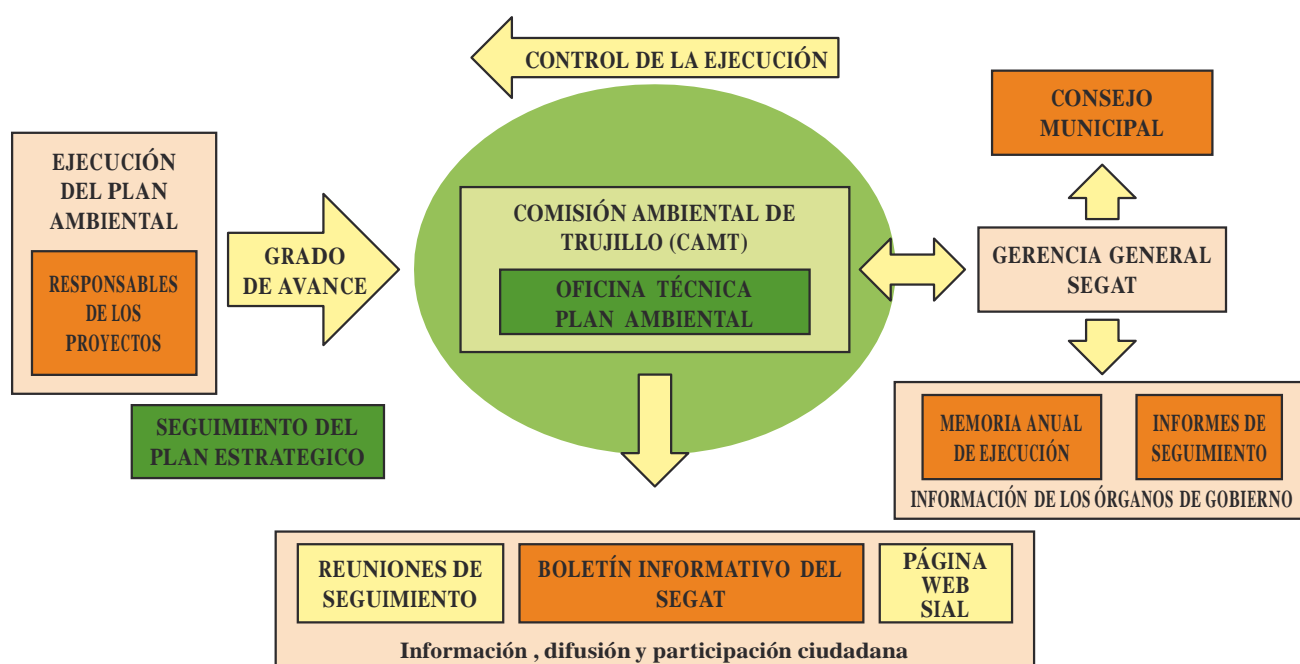 CONTROL DE LA EJECUCIÓN
EJECUCIÓN
DEL PLAN
AMBIENTAL
RESPONSABLES
DE LOS
PROYECTOS
GRADO
DE AVANCE
SEGUIMIENTO DEL
PLAN ESTRATEGICO
COMISIÓN AMBIENTAL DE
TRUJILLO (CAMT)
OFICINA TÉCNICA
PLAN AMBIENTAL
CONSEJO
MUNICIPAL
GERENCIA GENERAL
SEGAT
MEMORIA ANUAL
DE EJECUCIÓN
INFORMES DE
SEGUIMIENTO
INFORMACIÓN DE LOS ÓRGANOS DE GOBIERNO
REUNIONES DE
SEGUIMIENTO
BOLETÍN INFORMATIVO DEL
SEGAT
PÁGINA
WEB
SIAL
Información , difusión y participación ciudadana